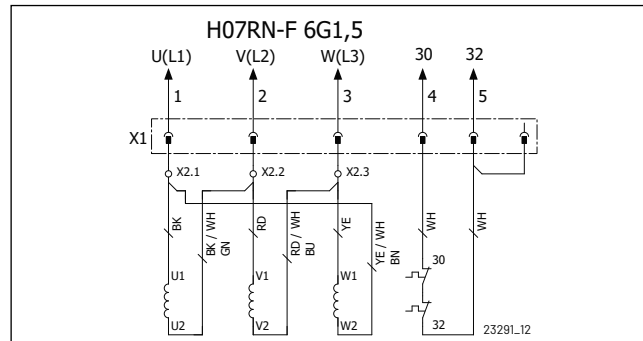 H07RN-F 6G1,5
U(L1) V(L2) W(L3) 30 32
1 2 3 4 5
X1
X2.1 X2.2 X2.3
BK
BK / WH
GN
RD
RD / WH
BU
YE
YE / WH
BN
WH
WH
U1 V1 W1 30
U2 V2 W2 32
23291_12